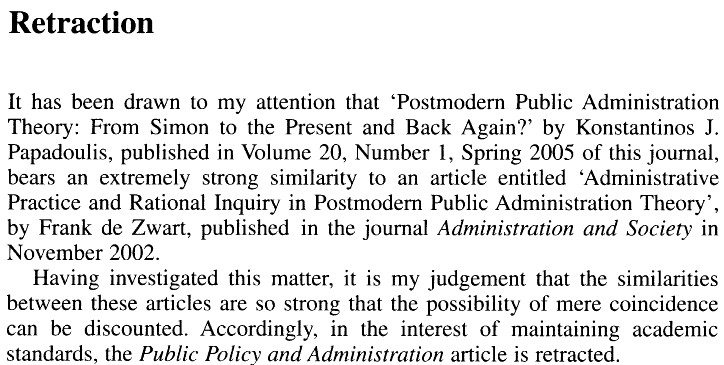 Retraction
It has been drawn to my attention that ‘Postmodern Public Administration
Theory: From Simon to the Present and Back Again?’ by Konstantinos J.
Papadoulis, published in Volume 20, Number 1, Spring 2005 of this journal,
bears an extremely strong similarity to an article entitled ‘Administrative
Practice and Rational Inquiry in Postmodern Public Administration Theory’,
by Frank de Zwart, published in the journal Administration and Society in
November 2002.
Having investigated this matter, it is my judgement that the similarities
between these articles are so strong that the possibility of mere coincidence
can be discounted. Accordingly, in the interest of maintaining academic
standards, the Public Policy and Administration article is retracted.